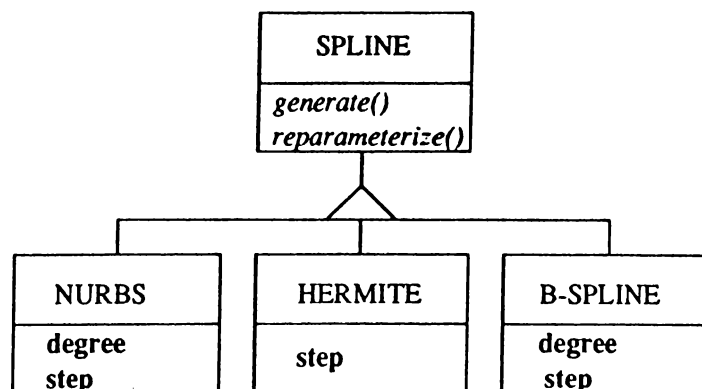 SPLINE
generate()
reparameterize()
NURBS
degree
step
HERMITE
step
B-SPLINE
degree
step